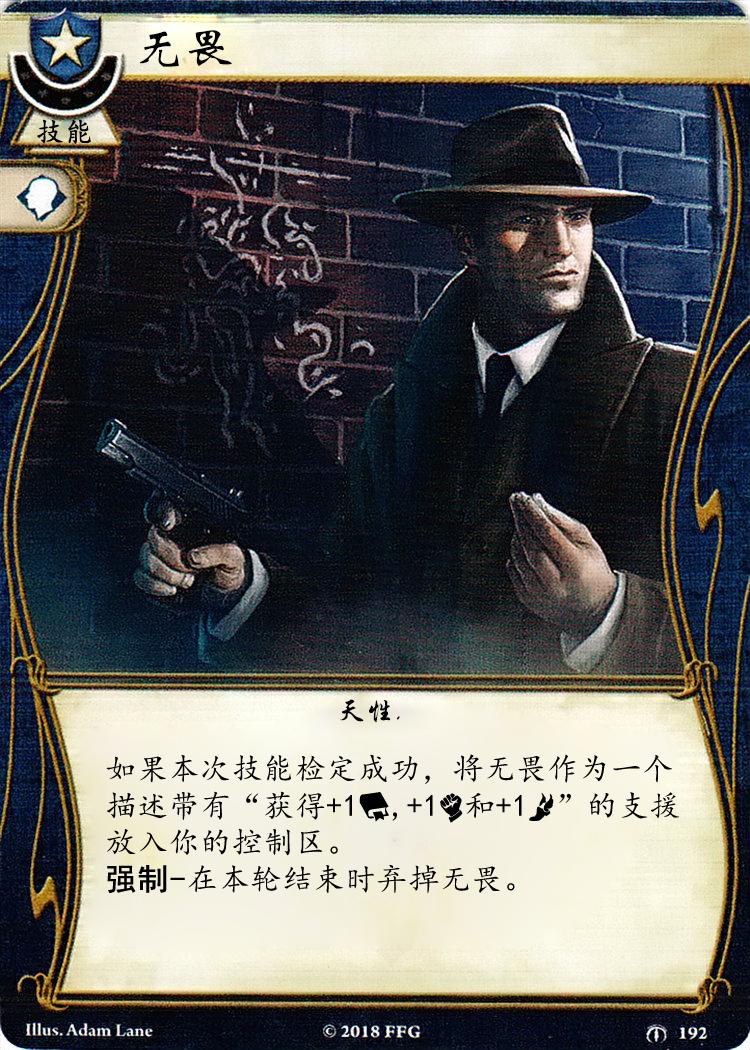 无畏
技能
天性.
如果本次技能检定成功，将无畏作为一个
描述带有“获得+1,+1和+1”的支援
放入你的控制区。
强制-在本轮结束时弃掉无畏。
Illus. Adam Lane
© 2018 FFG
192